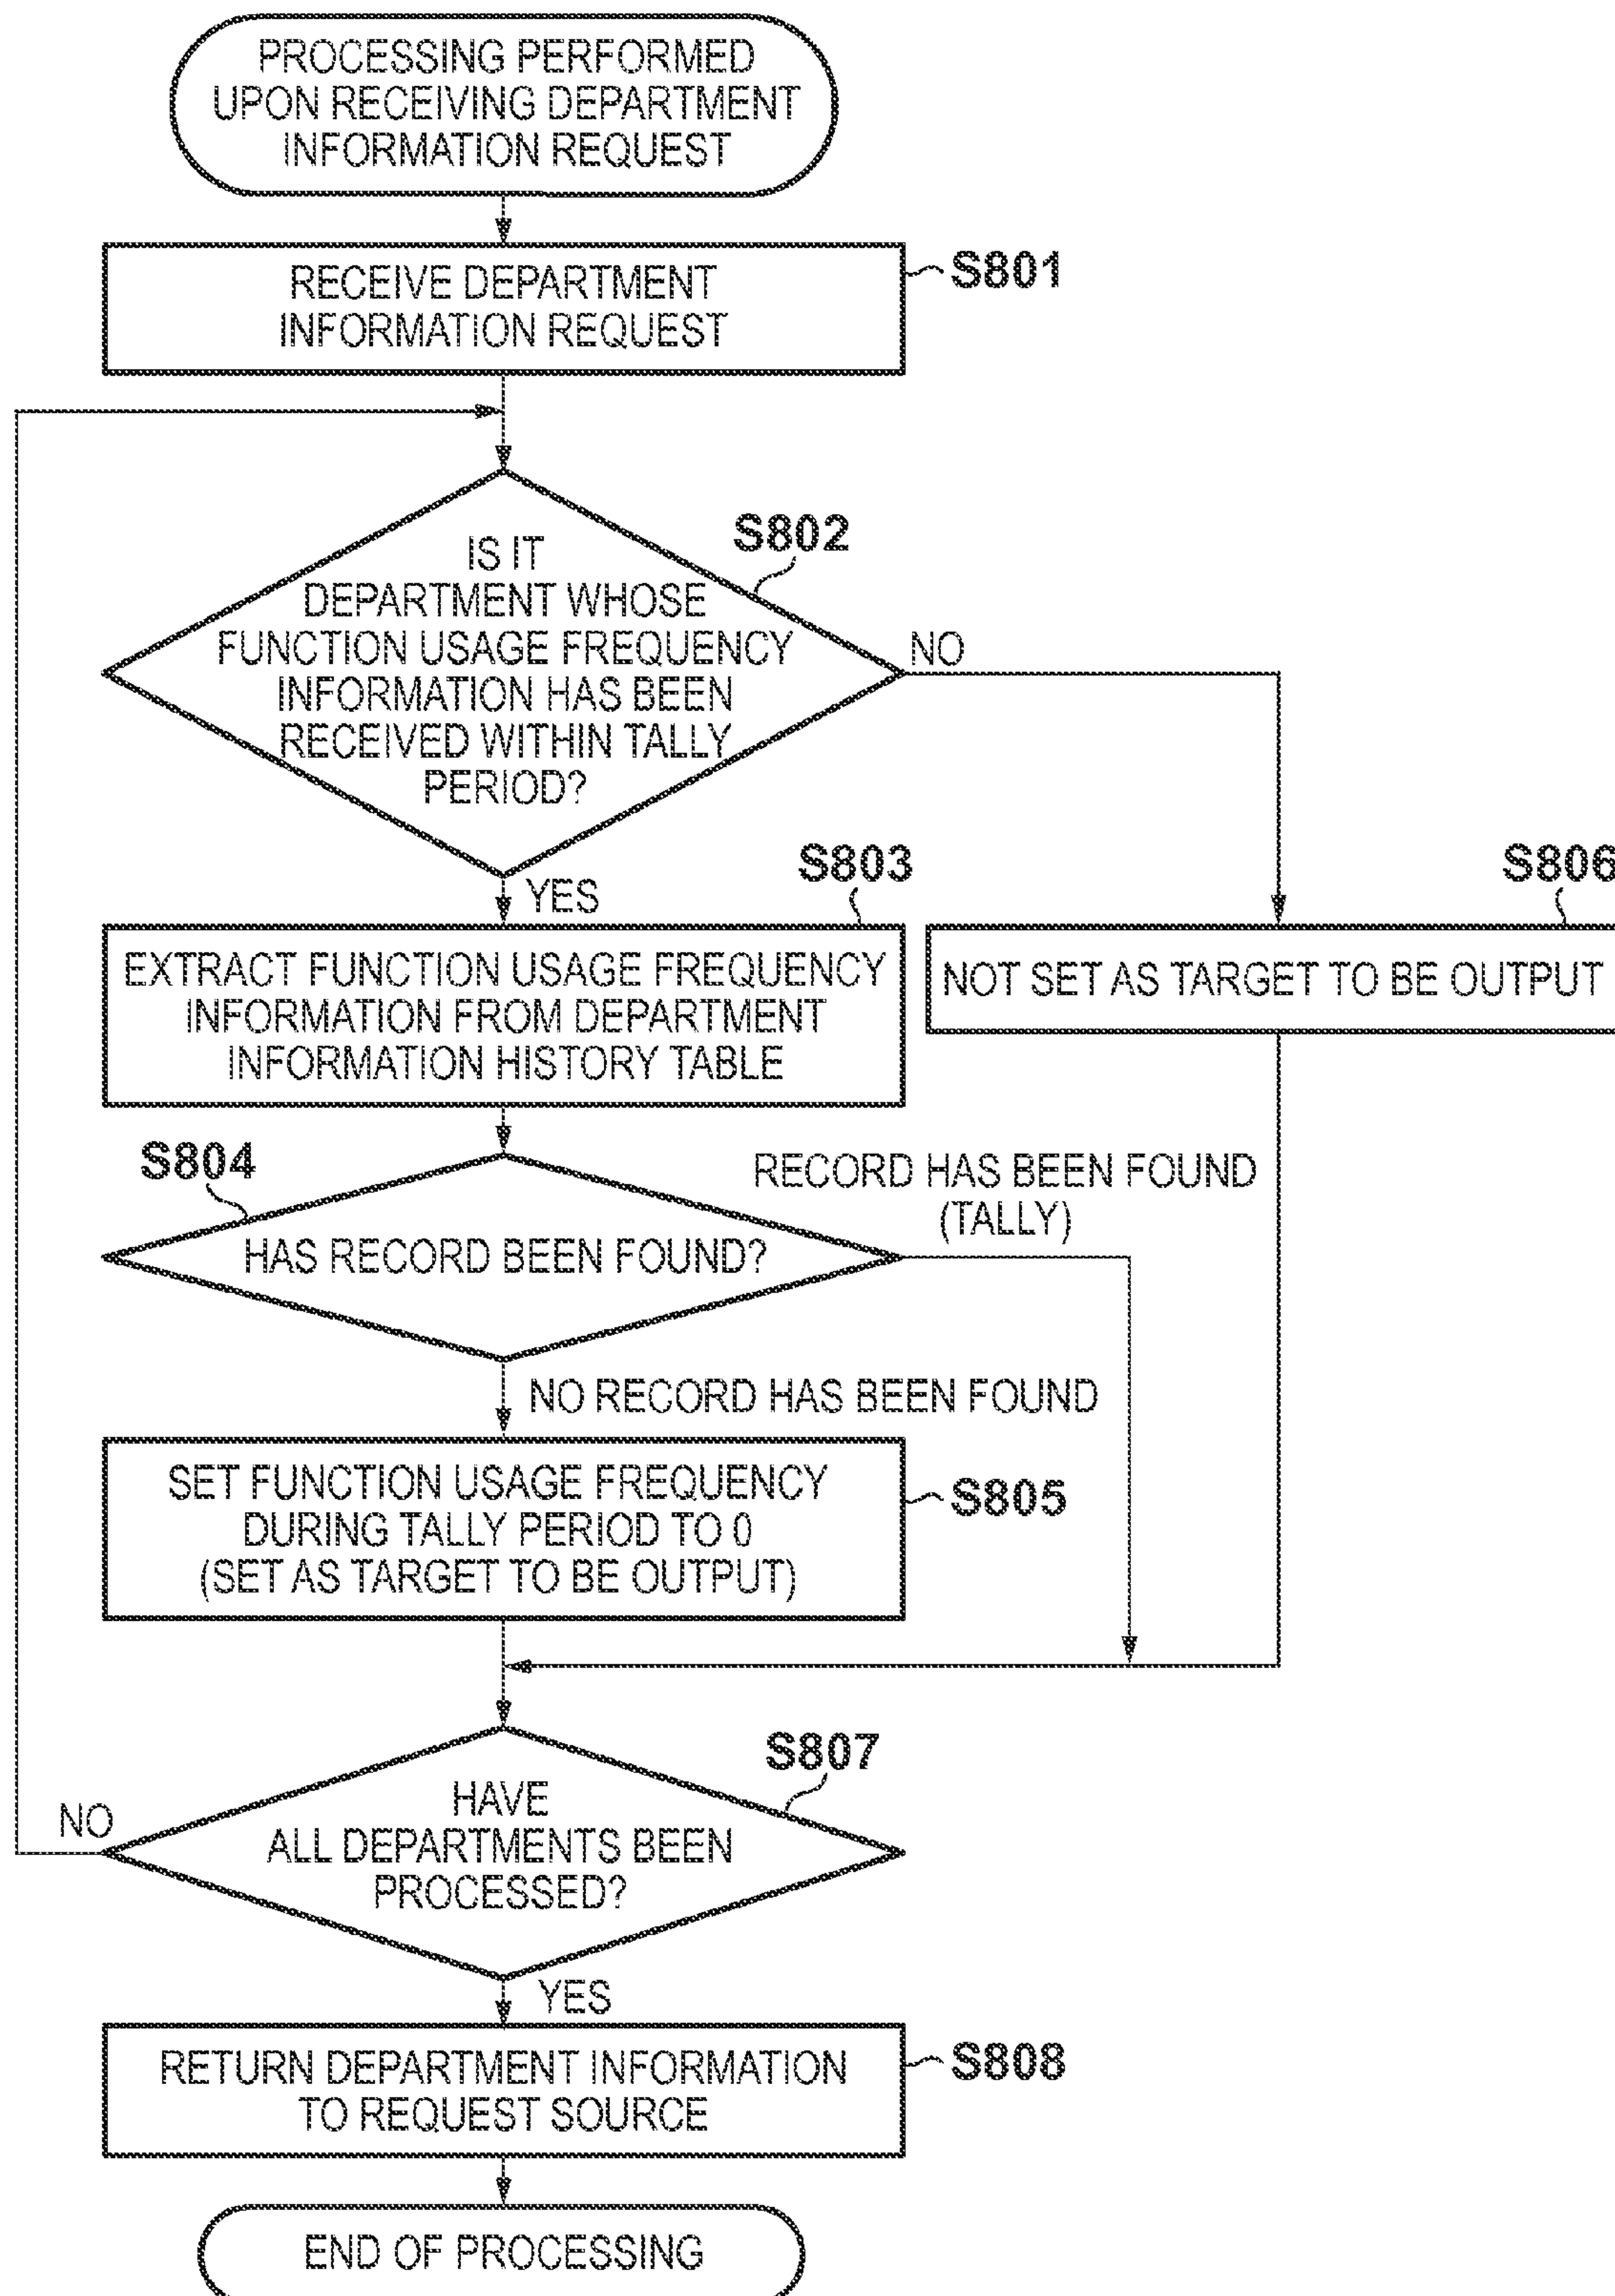 PROCESSING PERFORMED
UPON RECEIVING DEPARTMENT
INFORMATION REQUEST
RECEIVE DEPARTMENT
INFORMATION REQUEST
S801
IS IT
DEPARTMENT WHOSE
FUNCTION USAGE FREQUENCY
INFORMATION HAS BEEN
RECEIVED WITHIN TALLY
PERIOD?
S802
NO
YES
S803
EXTRACT FUNCTION USAGE FREQUENCY
INFORMATION FROM DEPARTMENT
INFORMATION HISTORY TABLE
S806
NOT SET AS TARGET TO BE OUTPUT
S804
HAS RECORD BEEN FOUND?
RECORD HAS BEEN FOUND
(TALLY)
NO RECORD HAS BEEN FOUND
SET FUNCTION USAGE FREQUENCY
DURING TALLY PERIOD TO 0
(SET AS TARGET TO BE OUTPUT)
S805
S807
HAVE
ALL DEPARTMENTS BEEN
PROCESSED?
NO
YES
RETURN DEPARTMENT INFORMATION
TO REQUEST SOURCE
S808
END OF PROCESSING